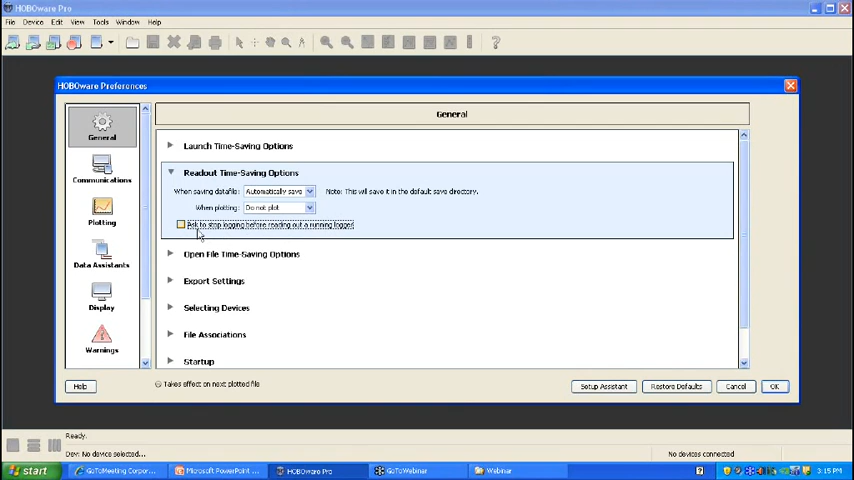 HOBOware Pro
File Device Edit View Tools Window Help
HOBOware Preferences
General
General
Communications
Plotting
Data Assistants
Display
Warnings
Launch Time-Saving Options
Readout Time-Saving Options
When saving datafile: Automatically save Note: This will save it in the default save directory.
When plotting: Do not plot
Ask to stop logging before reading out a running logger
Open File Time-Saving Options
Export Settings
Selecting Devices
File Associations
Startup
Help
Takes effect on next plotted file
Setup Assistant Restore Defaults Cancel OK
Ready.
Dev: No device selected... No devices connected
start GoToMeeting Corpor... Microsoft PowerPoint ... HOBOware Pro GoToWebinar Webinar ? 3:15 PM